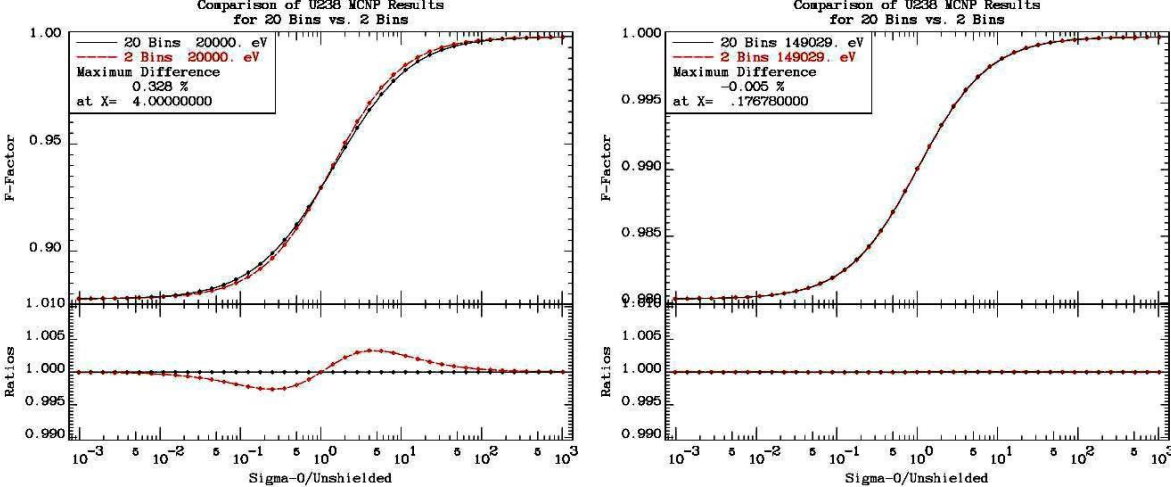 Comparison of U238 MCNP Results
for 20 Bins vs. 2 Bins
20 Bins 20000. eV
2 Bins 20000. eV
Maximum Difference
0.328 %
at X= 4.00000000
1.00
0.95
0.90
F-Factor
1.010
1.005
1.000
0.995
0.990
Ratios
10-3 5 10-2 5 10-1 5 100 5 101 5 102 5 103
Sigma-0/Unshielded
Comparison of U238 MCNP Results
for 20 Bins vs. 2 Bins
20 Bins 149029. eV
2 Bins 149029. eV
Maximum Difference
-0.005 %
at X= .176780000
1.000
0.995
0.990
0.985
0.980
F-Factor
1.010
1.005
1.000
0.995
0.990
Ratios
10-3 5 10-2 5 10-1 5 100 5 101 5 102 5 103
Sigma-0/Unshielded